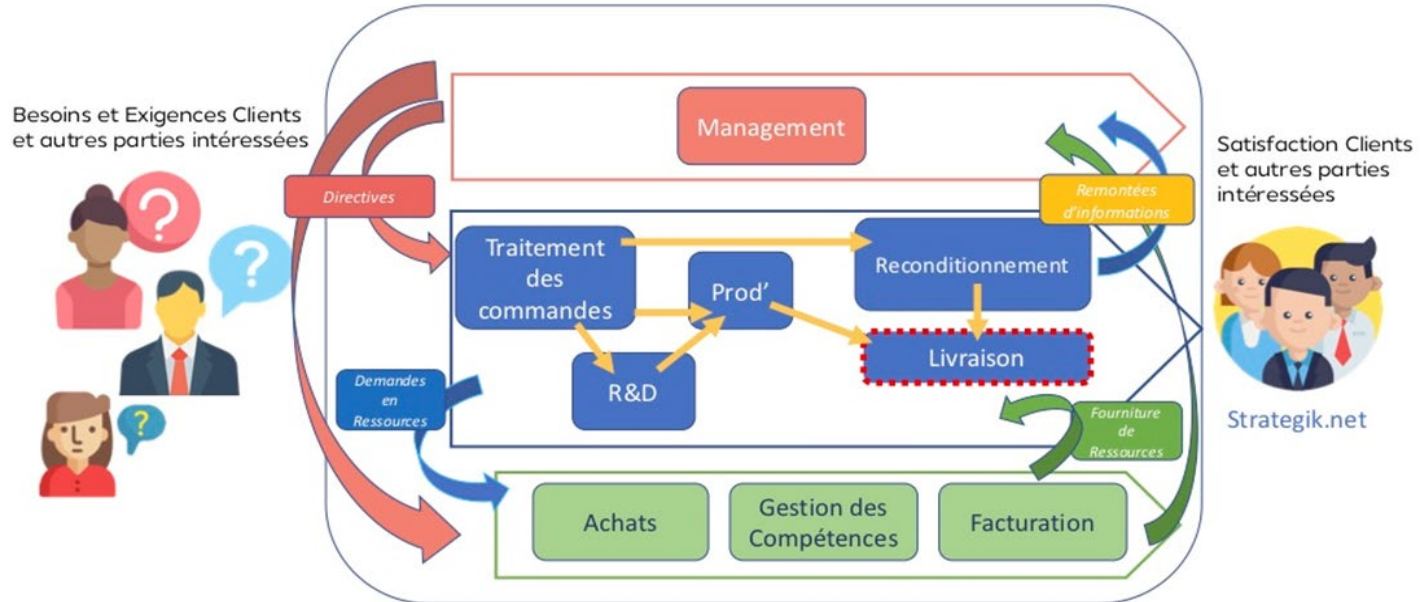 Besoins et Exigences Clients
et autres parties intéressées
Management
Satisfaction Clients
et autres parties
intéressées
Directives
Remontées
d'informations
Traitement
des
commandes
Prod'
Reconditionnement
R&D
Livraison
Demandes
en
Ressources
Fourniture
de
Ressources
Strategik.net
Achats
Gestion des
Compétences
Facturation
?
?
?